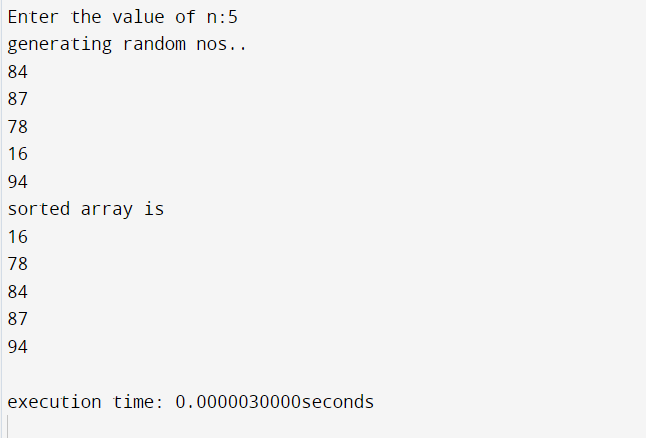 Enter the value of n:5
generating random nos..
84
87
78
16
94
sorted array is
16
78
84
87
94
execution time: 0.0000030000seconds